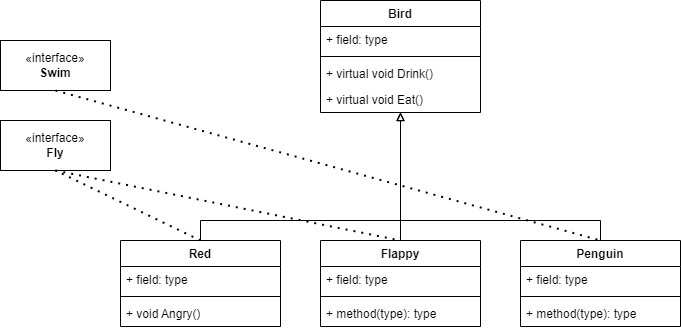 Bird
+ field: type
+ virtual void Drink()
+ virtual void Eat()
«interface»
Swim
«interface»
Fly
Red
+ field: type
+ void Angry()
Flappy
+ field: type
+ method(type): type
Penguin
+ field: type
+ method(type): type